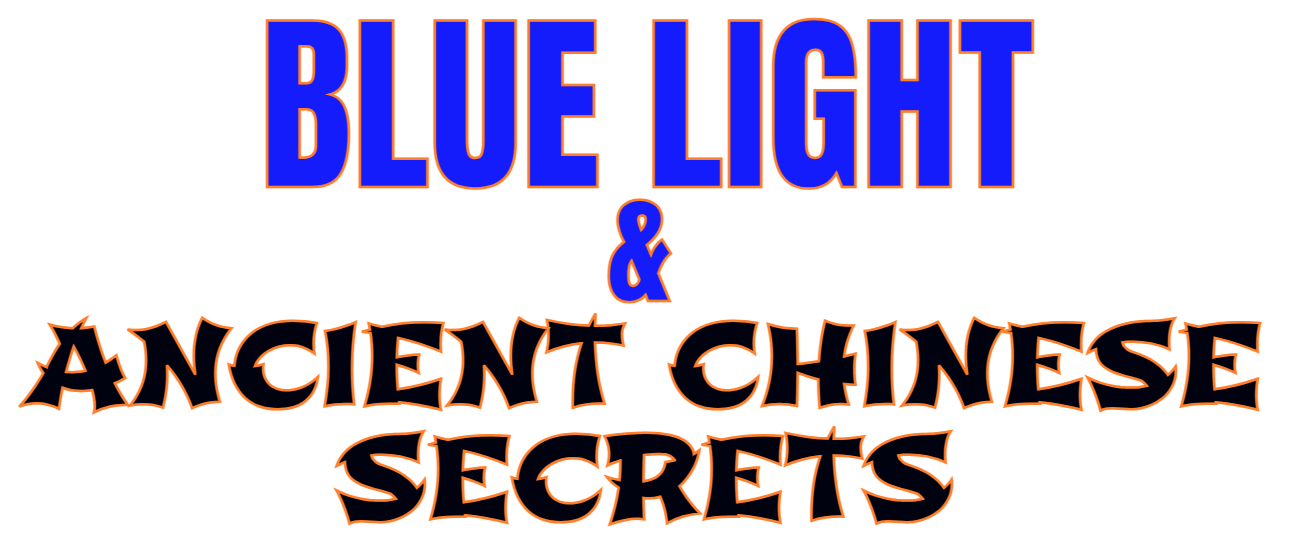 BLUE LIGHT
&
ANCIENT CHINESE
SECRETS